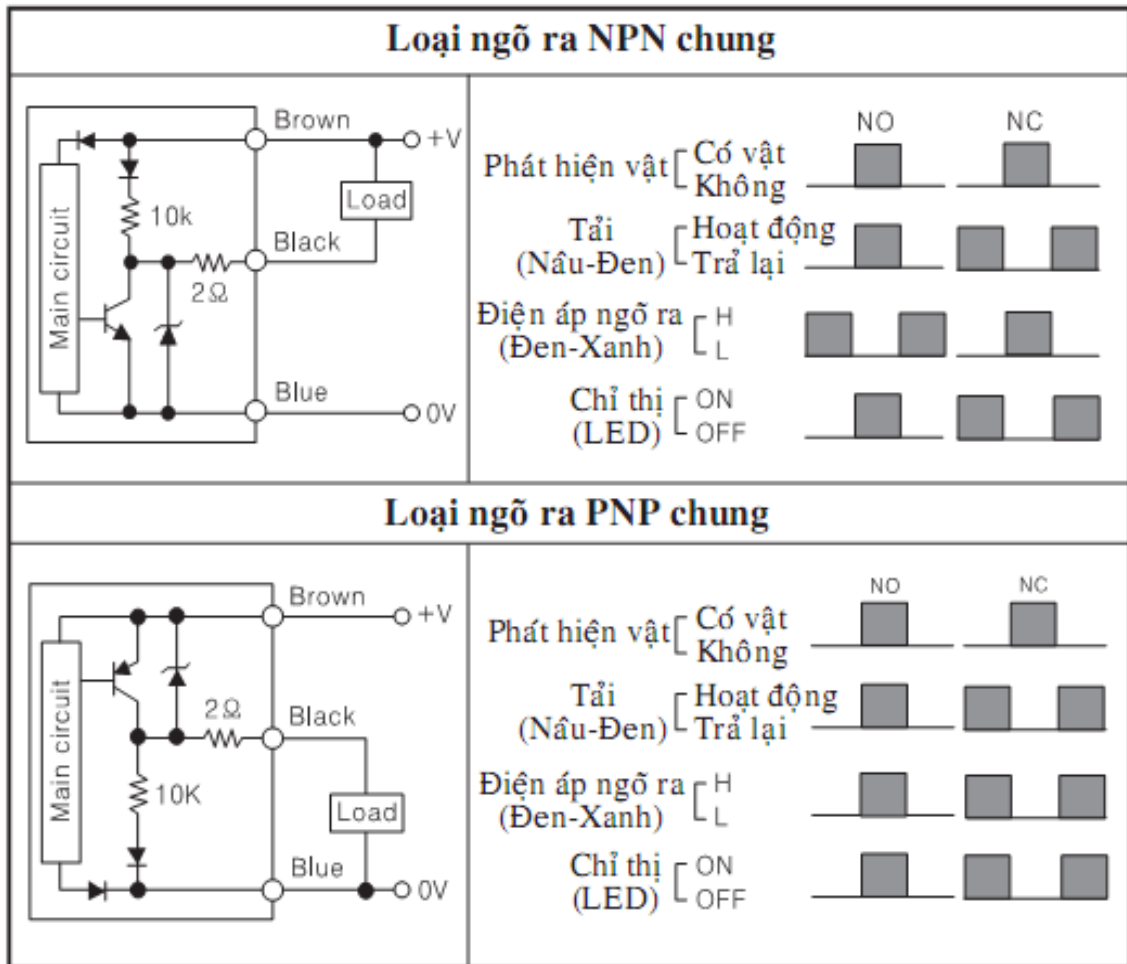 Loại ngõ ra NPN chung
Main circuit
10k
2Ω
Brown
+V
Load
Black
Blue
0V
NO NC
Phát hiện vật Có vật
Không
Tải Hoạt động
(Nâu-Đen) Trả lại
Điện áp ngõ ra H
(Đen-Xanh) L
Chỉ thị ON
(LED) OFF
Loại ngõ ra PNP chung
Main circuit
2Ω
10K
Brown
+V
Black
Load
Blue
0V
NO NC
Phát hiện vật Có vật
Không
Tải Hoạt động
(Nâu-Đen) Trả lại
Điện áp ngõ ra H
(Đen-Xanh) L
Chỉ thị ON
(LED) OFF